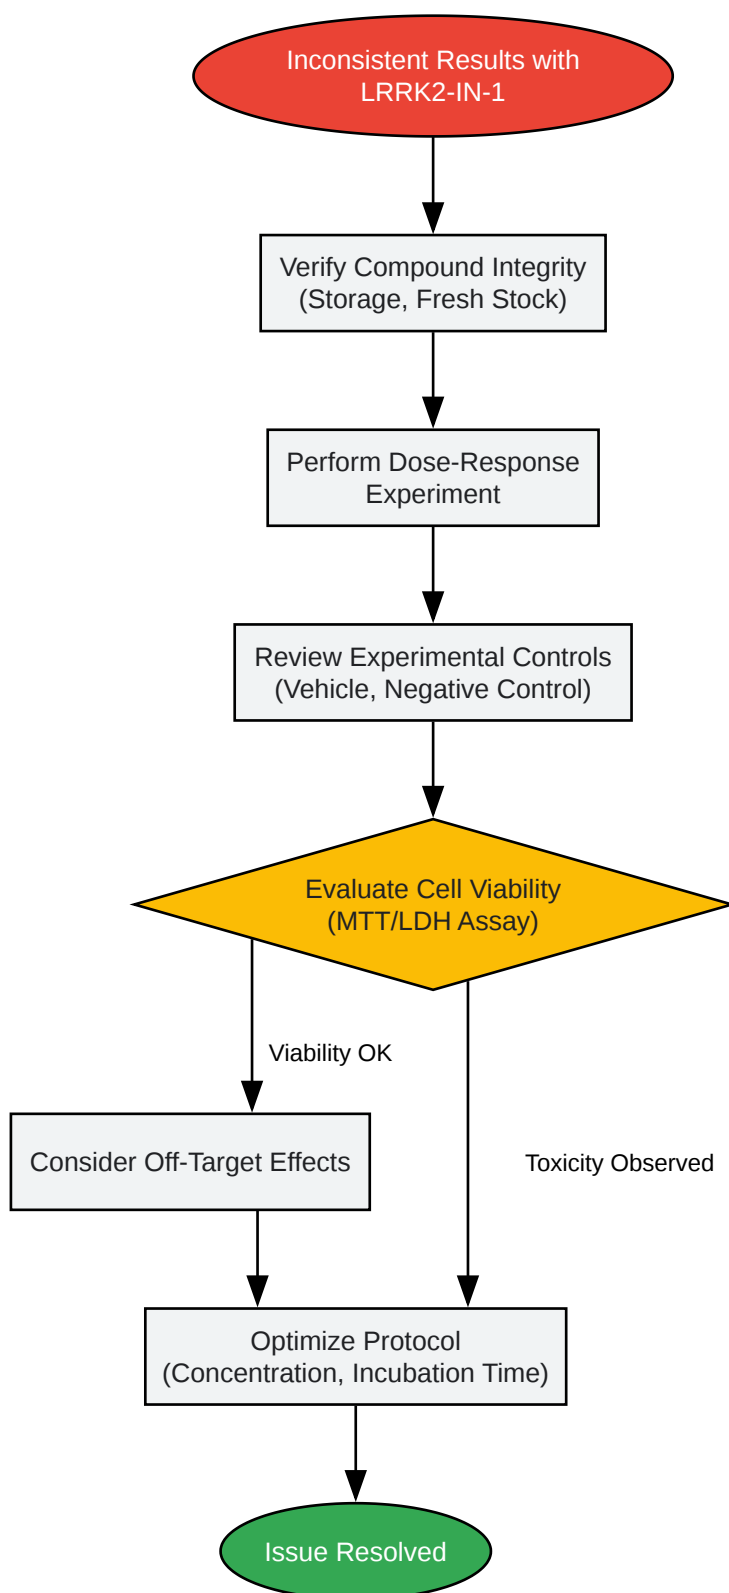 Inconsistent Results with
LRRK2-IN-1
Verify Compound Integrity
(Storage, Fresh Stock)
Perform Dose-Response
Experiment
Review Experimental Controls
(Vehicle, Negative Control)
Evaluate Cell Viability
(MTT/LDH Assay)
Viability OK
Consider Off-Target Effects
Toxicity Observed
Optimize Protocol
(Concentration, Incubation Time)
Issue Resolved